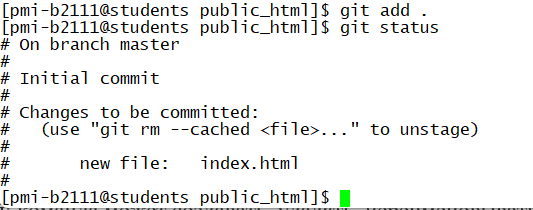 [pmi-b2111@students public_html]$ git add .
[pmi-b2111@students public_html]$ git status
# On branch master
#
# Initial commit
#
# Changes to be committed:
#   (use "git rm --cached <file>..." to unstage)
#
#       new file:   index.html
#
[pmi-b2111@students public_html]$